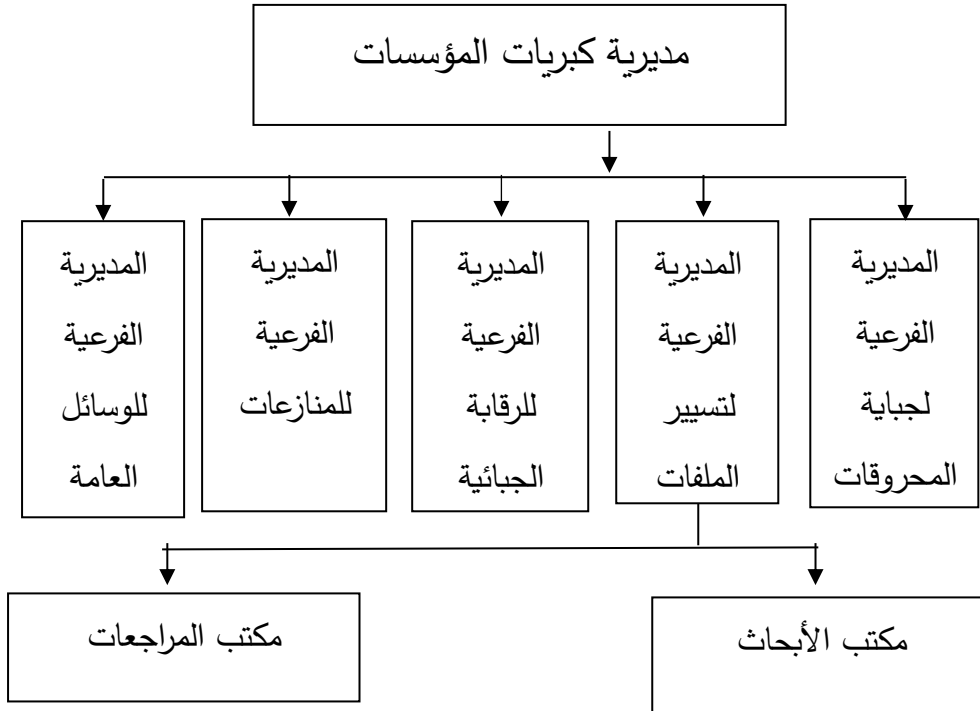 مديرية كبريات المؤسسات
المديرية
الفرعية
لجباية
المحروقات
المديرية
الفرعية
لتسيير
الملفات
المديرية
الفرعية
للرقابة
الجبائية
المديرية
الفرعية
للمنازعات
المديرية
الفرعية
للوسائل
العامة
مكتب الأبحاث
مكتب المراجعات